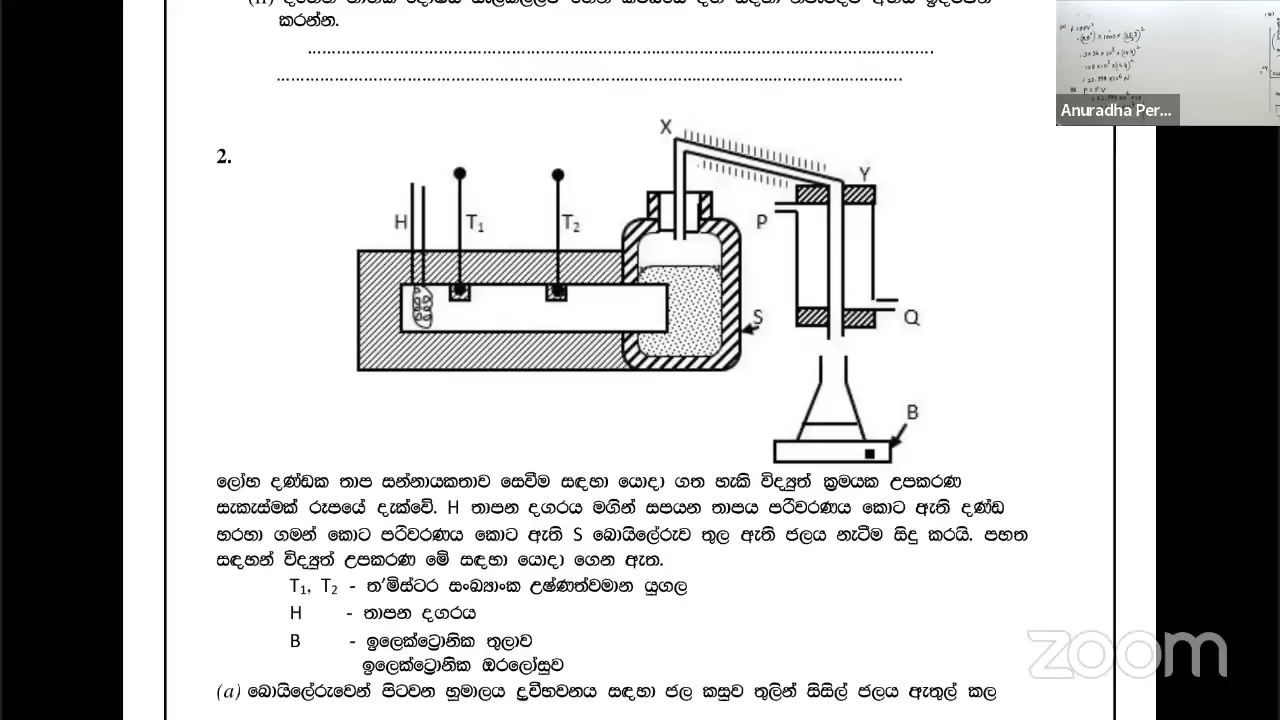 කරන්න.
2.
X
Y
H
T1
T2
P
S
Q
B
ලෝහ දණ්ඩක තාප සන්නායකතාව සෙවීම සඳහා යොදා ගත හැකි විද්‍යුත් ක්‍රමයක උපකරණ
සැකැස්මක් රූපයේ දැක්වේ. H තාපන දගරය මගින් සපයන තාපය පරිවරණය කොට ඇති දණ්ඩ
හරහා ගමන් කොට පරිවරණය කොට ඇති S බොයිලේරුව තුල ඇති ජලය නැටීම සිදු කරයි. පහත
සඳහන් විද්‍යුත් උපකරණ මේ සඳහා යොදා ගෙන ඇත.
T1, T2 - ත'මිස්ටර සංඛ්‍යාංක උෂ්ණත්වමාන යුගල
H - තාපන දගරය
B - ඉලෙක්ට්‍රොනික තුලාව
ඉලෙක්ට්‍රොනික ඔරලෝසුව
(a) බොයිලේරුවෙන් පිටවන හුමාලය ද්‍රවීභවනය සඳහා ජල කසුව තුලින් සිසිල් ජලය ඇතුල් කල
Anuradha Per...
zoom